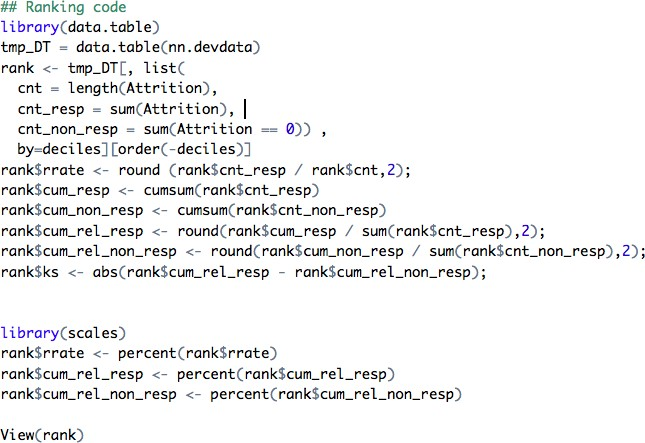 ## Ranking code
library(data.table)
tmp_DT = data.table(nn.devdata)
rank <- tmp_DT[, list(
  cnt = length(Attrition),
  cnt_resp = sum(Attrition),
  cnt_non_resp = sum(Attrition == 0)) ,
  by=deciles][order(-deciles)]
rank$rrate <- round (rank$cnt_resp / rank$cnt,2);
rank$cum_resp <- cumsum(rank$cnt_resp)
rank$cum_non_resp <- cumsum(rank$cnt_non_resp)
rank$cum_rel_resp <- round(rank$cum_resp / sum(rank$cnt_resp),2);
rank$cum_rel_non_resp <- round(rank$cum_non_resp / sum(rank$cnt_non_resp),2);
rank$ks <- abs(rank$cum_rel_resp - rank$cum_rel_non_resp);
library(scales)
rank$rrate <- percent(rank$rrate)
rank$cum_rel_resp <- percent(rank$cum_rel_resp)
rank$cum_rel_non_resp <- percent(rank$cum_rel_non_resp)
View(rank)